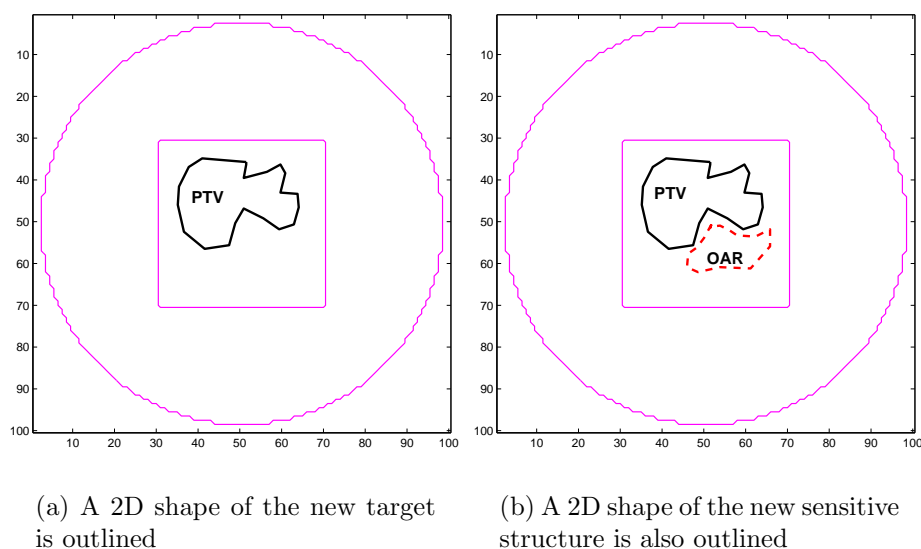 10
20
30
40
50
60
70
80
90
100
10 20 30 40 50 60 70 80 90 100
PTV
10
20
30
40
50
60
70
80
90
100
10 20 30 40 50 60 70 80 90 100
PTV
OAR
(a) A 2D shape of the new target
is outlined
(b) A 2D shape of the new sensitive
structure is also outlined